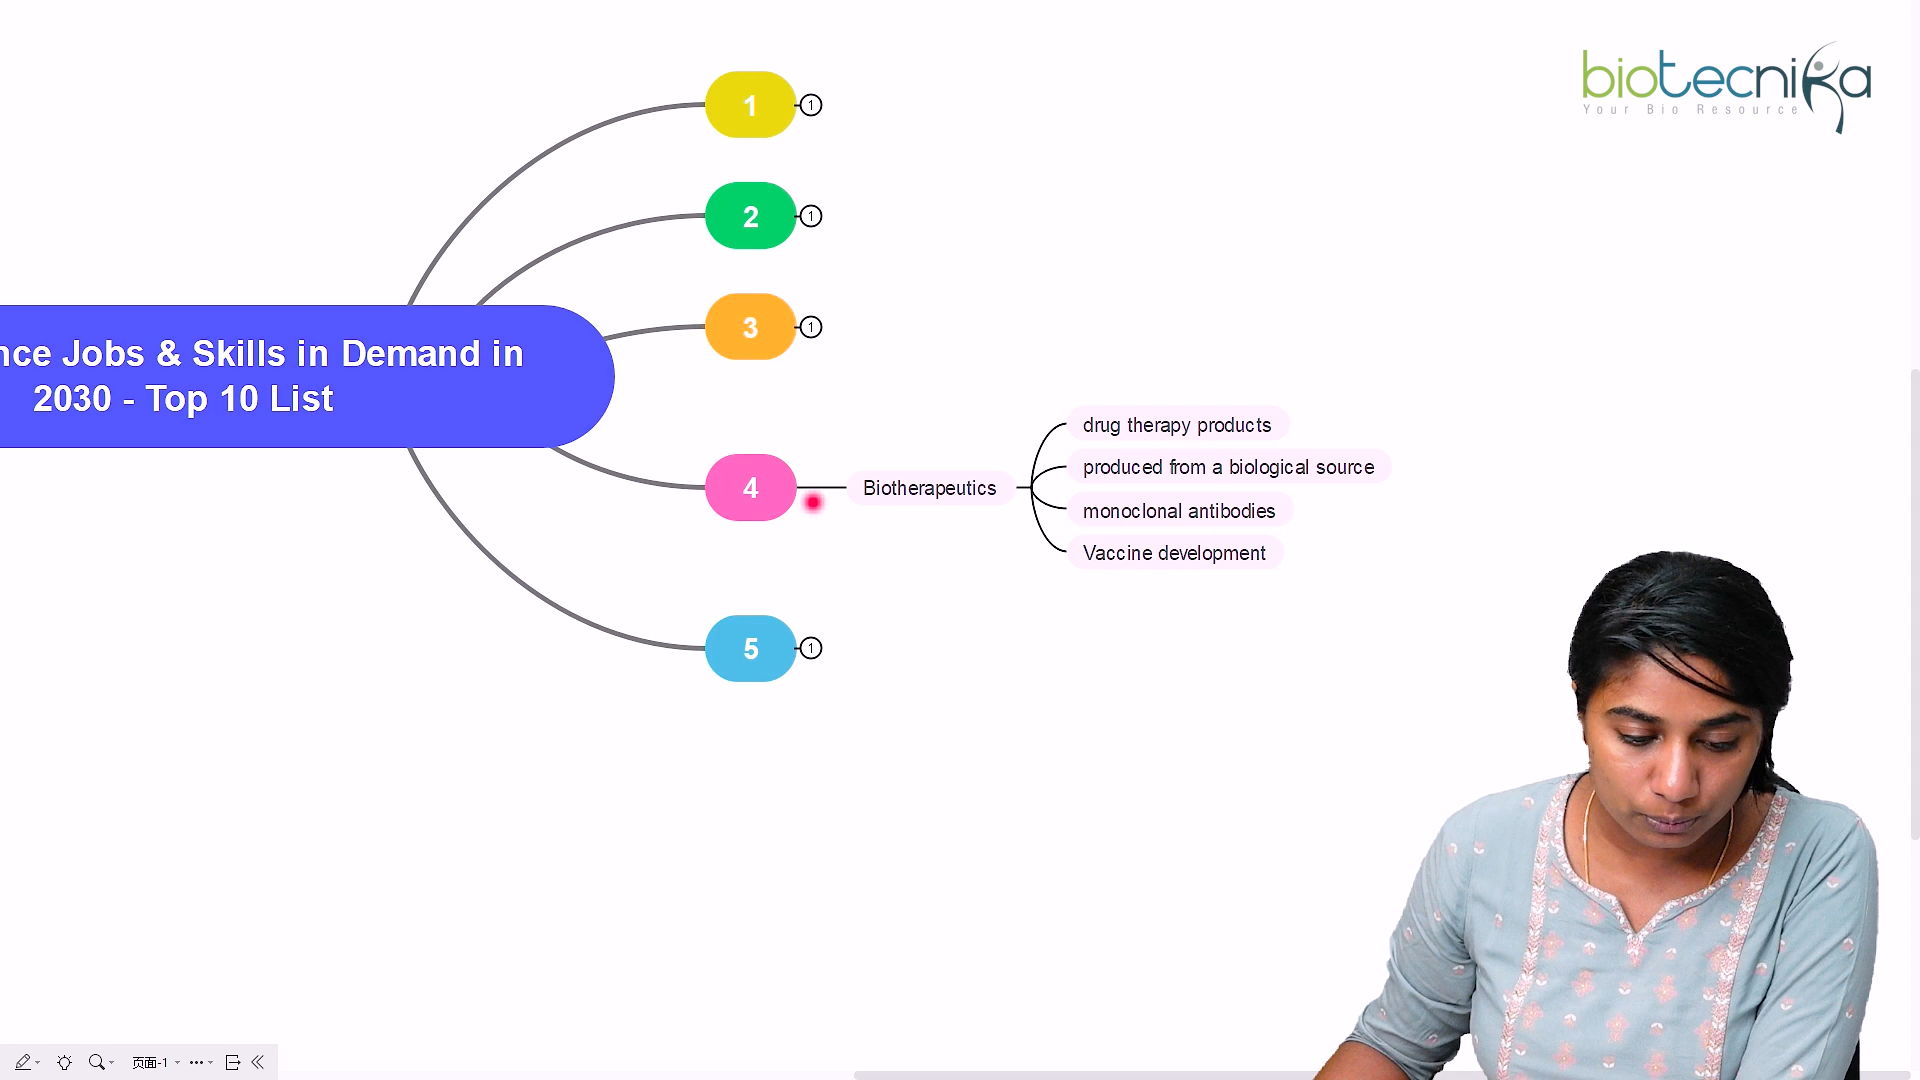 biotecnika
Your Bio Resource
1
1
2
1
3
1
nce Jobs & Skills in Demand in
2030 - Top 10 List
4
Biotherapeutics
drug therapy products
produced from a biological source
monoclonal antibodies
Vaccine development
5
1
页面-1